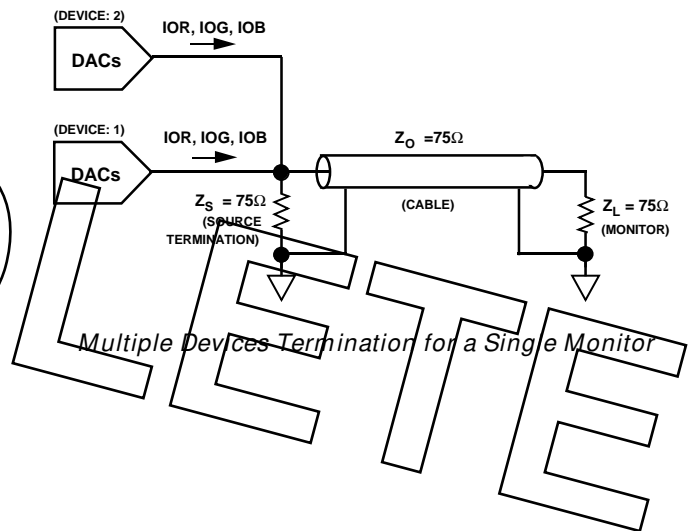 (DEVICE: 2)
IOR, IOG, IOB
DACs
(DEVICE: 1)
IOR, IOG, IOB
DACs
ZO =75Ω
(CABLE)
ZS = 75Ω
(SOURCE
TERMINATION)
ZL = 75Ω
(MONITOR)
Multiple Devices Termination for a Single Monitor
LETE